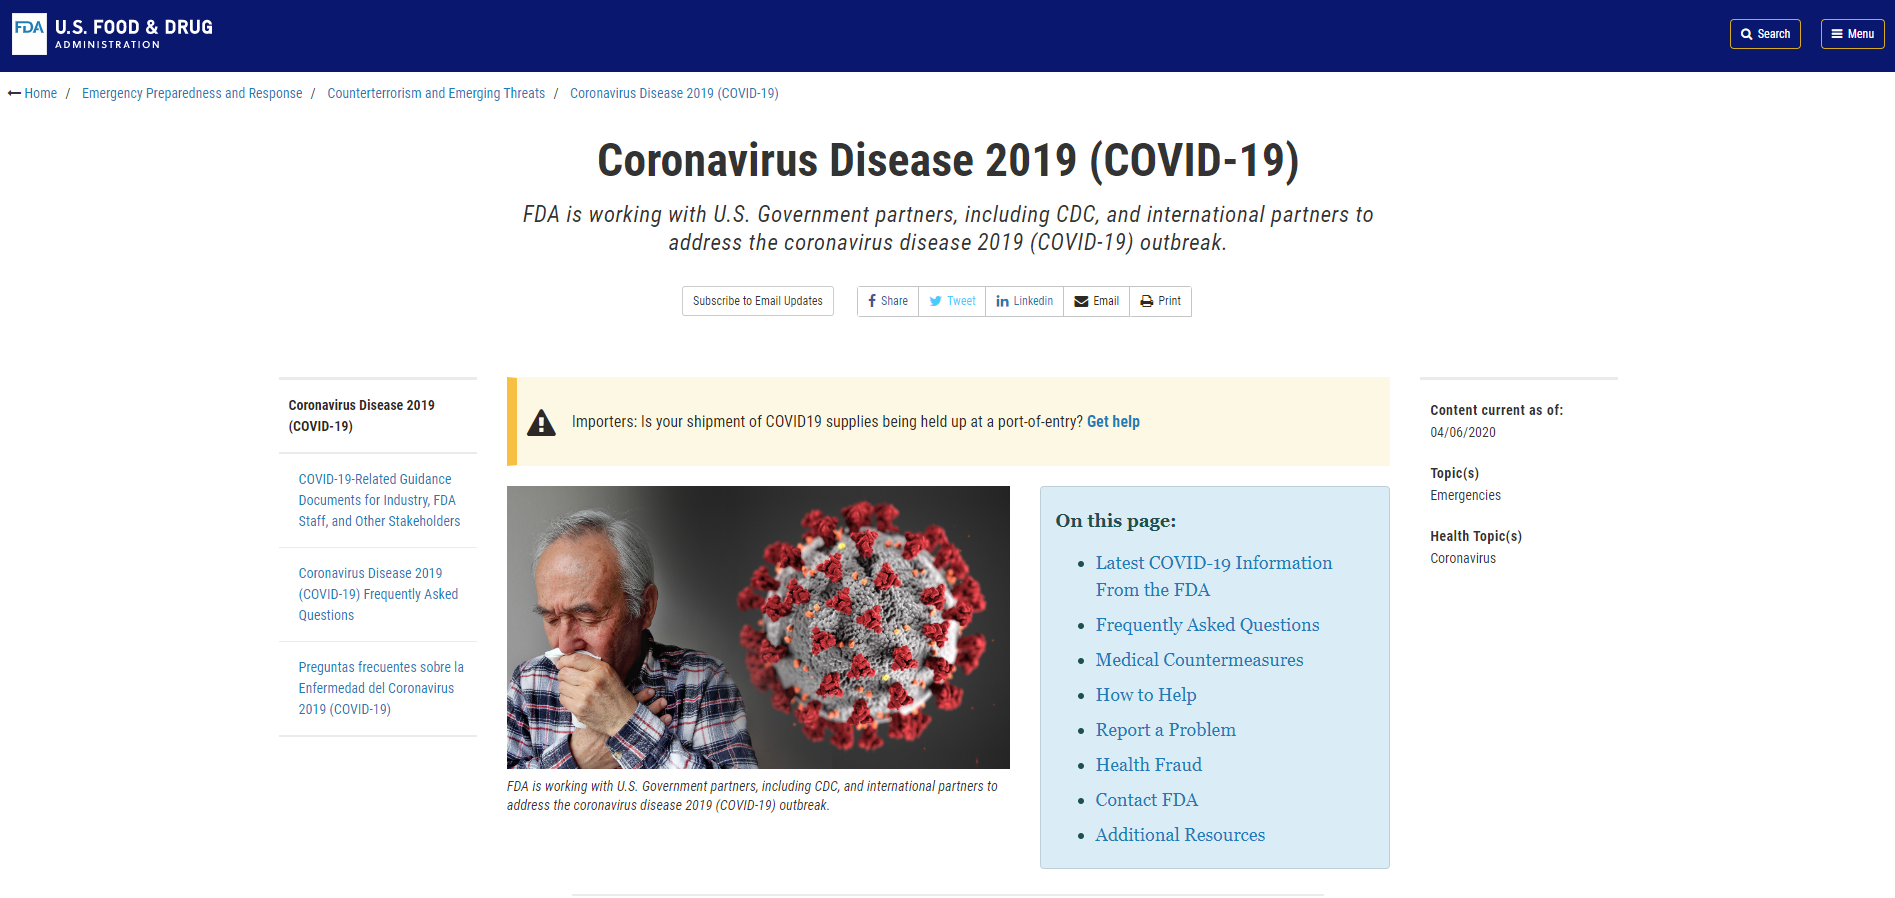 FDA U.S. FOOD & DRUG
ADMINISTRATION
Search
Menu
Home / Emergency Preparedness and Response / Counterterrorism and Emerging Threats / Coronavirus Disease 2019 (COVID-19)
Coronavirus Disease 2019 (COVID-19)
FDA is working with U.S. Government partners, including CDC, and international partners to
address the coronavirus disease 2019 (COVID-19) outbreak.
Subscribe to Email Updates
Share
Tweet
Linkedin
Email
Print
Coronavirus Disease 2019
(COVID-19)
COVID-19-Related Guidance
Documents for Industry, FDA
Staff, and Other Stakeholders
Coronavirus Disease 2019
(COVID-19) Frequently Asked
Questions
Preguntas frecuentes sobre la
Enfermedad del Coronavirus
2019 (COVID-19)
Importers: Is your shipment of COVID19 supplies being held up at a port-of-entry? Get help
FDA is working with U.S. Government partners, including CDC, and international partners to
address the coronavirus disease 2019 (COVID-19) outbreak.
On this page:
Latest COVID-19 Information
From the FDA
Frequently Asked Questions
Medical Countermeasures
How to Help
Report a Problem
Health Fraud
Contact FDA
Additional Resources
Content current as of:
04/06/2020
Topic(s)
Emergencies
Health Topic(s)
Coronavirus